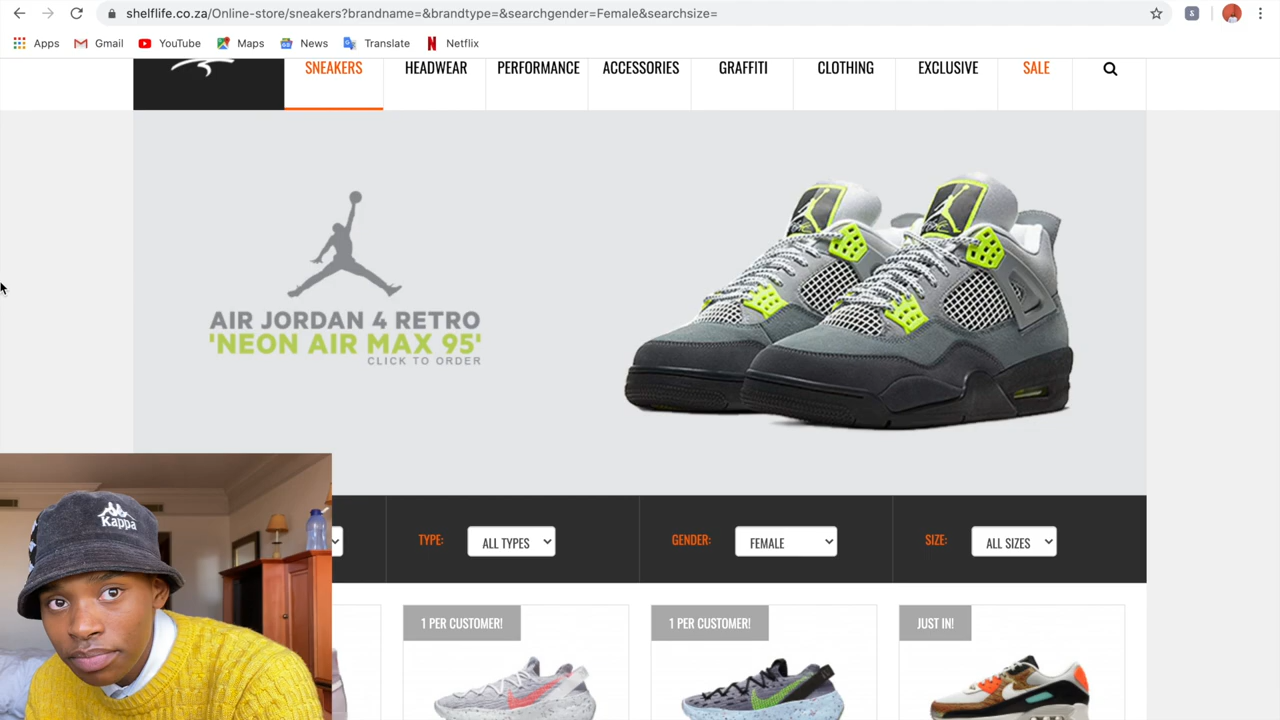 shelflife.co.za/Online-store/sneakers?brandname=&brandtype=&searchgender=Female&searchsize=
Apps Gmail YouTube Maps News Translate Netflix
SNEAKERS HEADWEAR PERFORMANCE ACCESSORIES GRAFFITI CLOTHING EXCLUSIVE SALE
AIR JORDAN 4 RETRO
'NEON AIR MAX 95'
CLICK TO ORDER
TYPE: ALL TYPES GENDER: FEMALE SIZE: ALL SIZES
Kappa
1 PER CUSTOMER! 1 PER CUSTOMER! JUST IN!